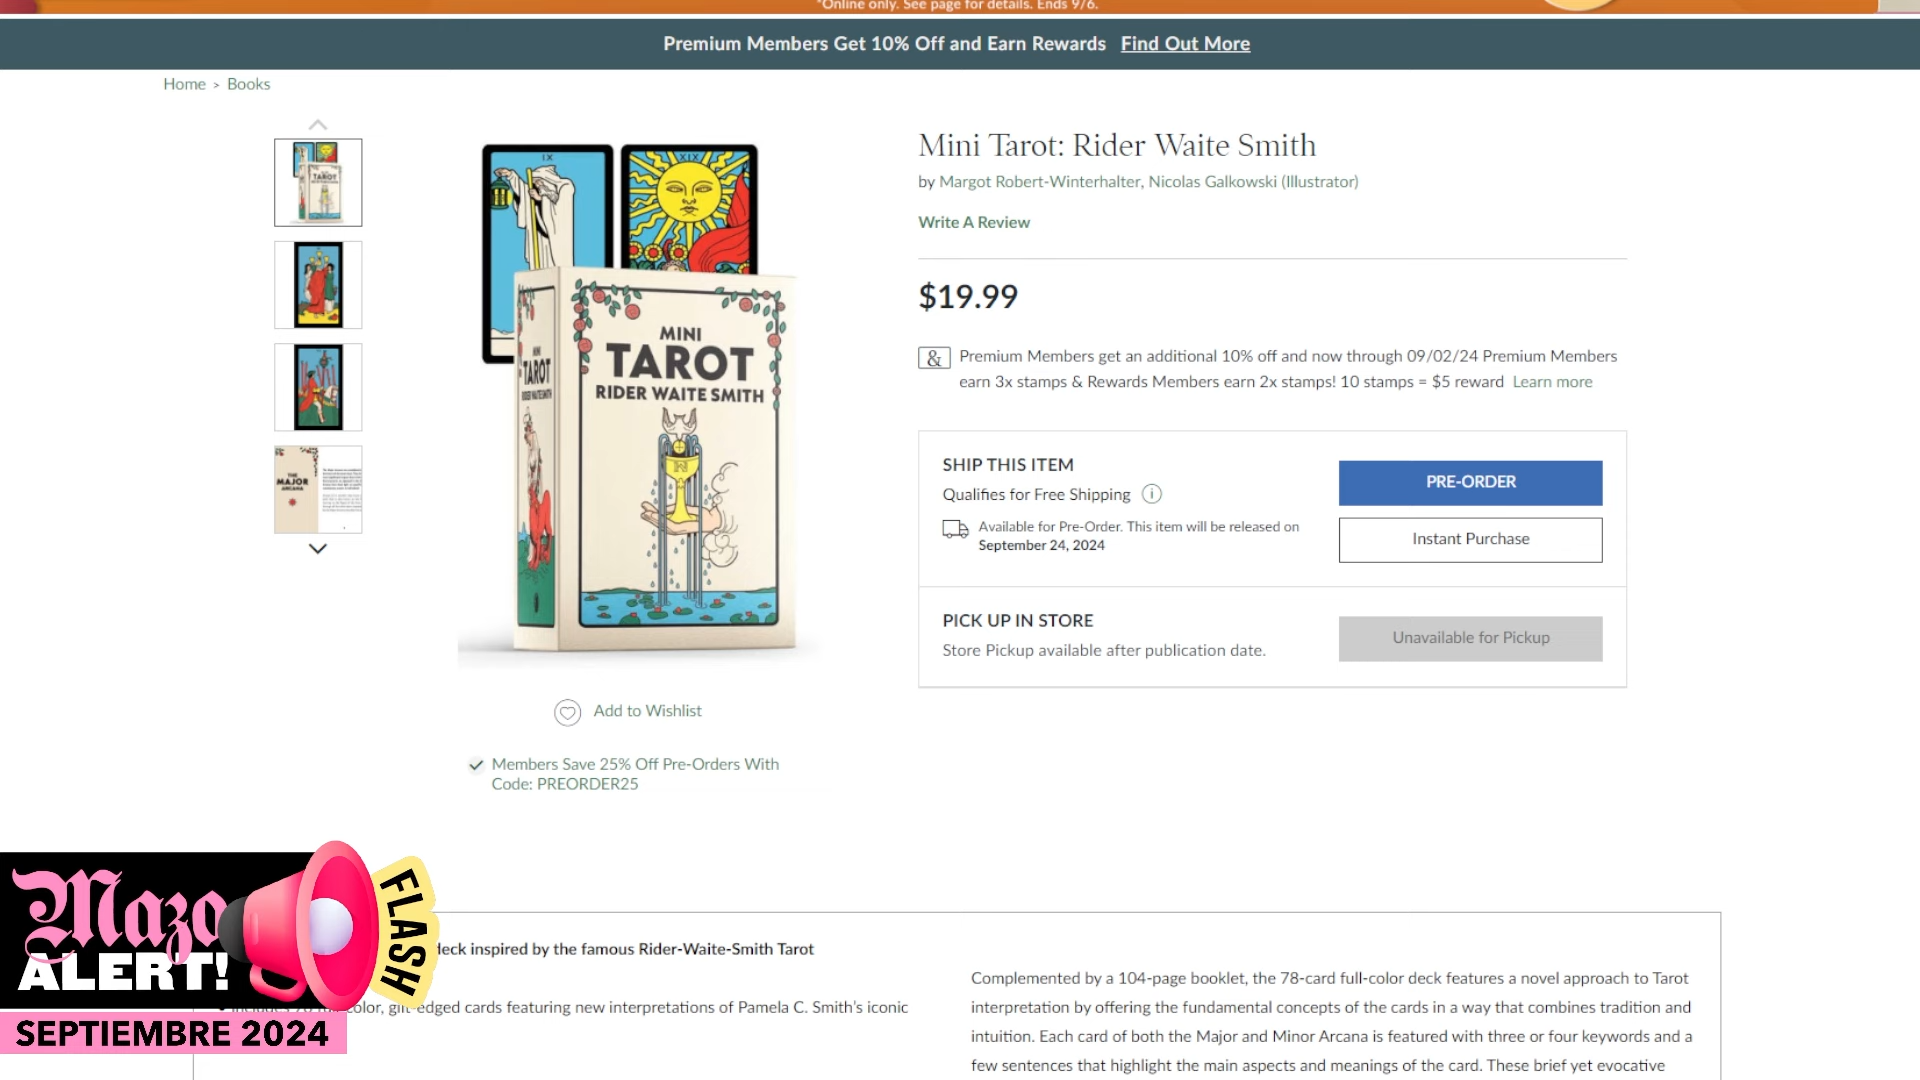 *Online only. See page for details. Ends 9/6.
Premium Members Get 10% Off and Earn Rewards Find Out More
Home > Books
Mini Tarot: Rider Waite Smith
by Margot Robert-Winterhalter, Nicolas Galkowski (Illustrator)
Write A Review
$19.99
& Premium Members get an additional 10% off and now through 09/02/24 Premium Members
earn 3x stamps & Rewards Members earn 2x stamps! 10 stamps = $5 reward Learn more
SHIP THIS ITEM
Qualifies for Free Shipping
Available for Pre-Order. This item will be released on
September 24, 2024
PRE-ORDER
Instant Purchase
PICK UP IN STORE
Store Pickup available after publication date.
Unavailable for Pickup
IX
XIX
MINI
TAROT
RIDER WAITE SMITH
MINI
TAROT
TAROT
THE
MAJOR
ARCANA
Add to Wishlist
Members Save 25% Off Pre-Orders With
Code: PREORDER25
deck inspired by the famous Rider-Waite-Smith Tarot
color, gilt-edged cards featuring new interpretations of Pamela C. Smith's iconic
Complemented by a 104-page booklet, the 78-card full-color deck features a novel approach to Tarot
interpretation by offering the fundamental concepts of the cards in a way that combines tradition and
intuition. Each card of both the Major and Minor Arcana is featured with three or four keywords and a
few sentences that highlight the main aspects and meanings of the card. These brief yet evocative
Mazo
ALERT!
FLASH
SEPTIEMBRE 2024